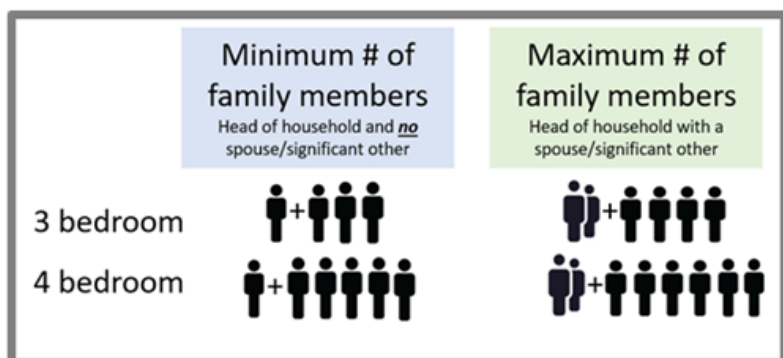 Minimum # of
family members
Head of household and no
spouse/significant other
Maximum # of
family members
Head of household with a
spouse/significant other
3 bedroom
+
+
4 bedroom
+
+